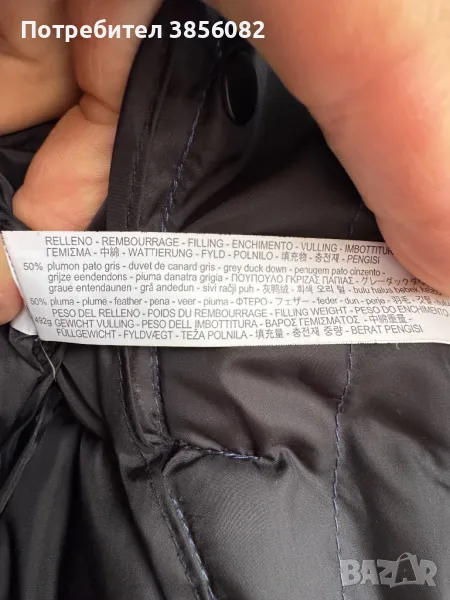 Потребител 3856082
RELLENO - REMBOURRAGE - FILLING - ENCHIMENTO - VULLING - IMBOTTITURA
ΓΕΜΙΣΜΑ - 中綿 - WATTIERUNG - FYLD - POLNILO - 填充物 - 충전재 - PENGISI
50% plumon pato gris - duvet de canard gris - grey duck down - penugem pato cinzento -
grijze eendendons - piuma danatra grigia - ΠΟΥΠΟΥΛΟ ΓΚΡΙΖΑΣ ΠΑΠΙΑΣ - グレーダック
graue entendaunen - grå andedun - sivi račji puh - 灰鸭绒 - 회색 오리털 - bulu halus bebek
50% pluma - plume - feather - pena - veer - piuma - ΦΤΕΡΟ - フェザー - feder - dun - perje - 羽毛 - 깃털
PESO DEL RELLENO - POIDS DU REMBOURRAGE - FILLING WEIGHT - PESO DO ENCHIMENTO
492g GEWICHT VULLING - PESO DELL IMBOTTITURA - ΒΑΡΟΣ ΓΕΜΙΣΜΑΤΟΣ - 中綿重量 -
FÜLLGEWICHT - FYLDVÆGT - TEŽA POLNILA - 填充量 - 충전재 중량 - BERAT PENGISI
BAZAR